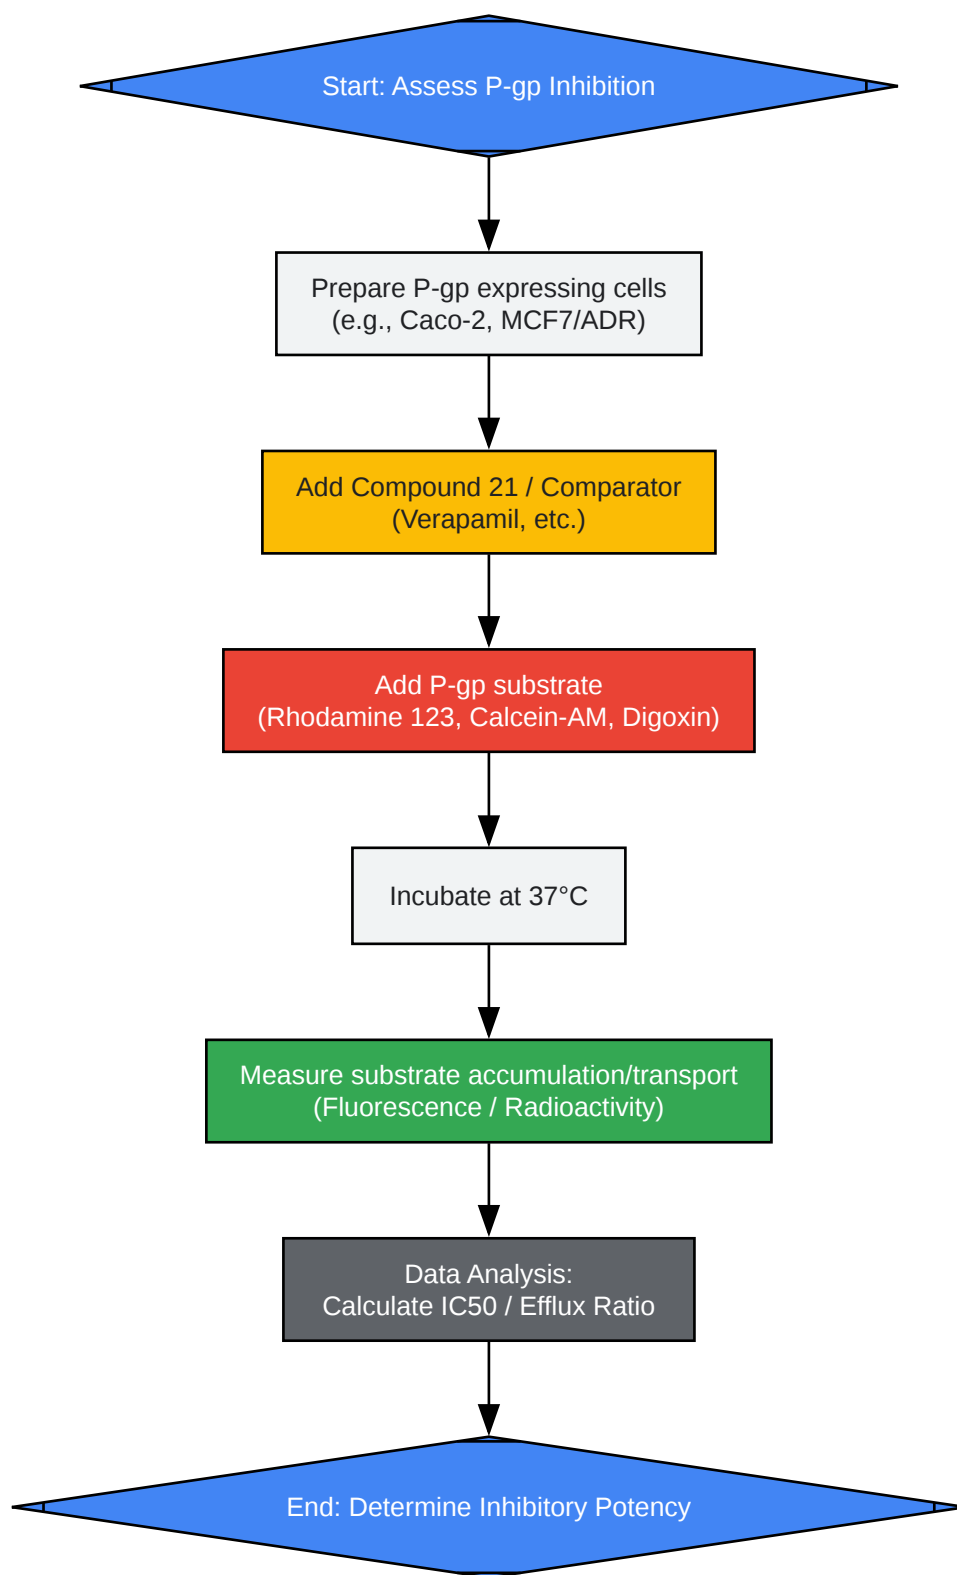 Start: Assess P-gp Inhibition
Prepare P-gp expressing cells
(e.g., Caco-2, MCF7/ADR)
Add Compound 21 / Comparator
(Verapamil, etc.)
Add P-gp substrate
(Rhodamine 123, Calcein-AM, Digoxin)
Incubate at 37°C
Measure substrate accumulation/transport
(Fluorescence / Radioactivity)
Data Analysis:
Calculate IC50 / Efflux Ratio
End: Determine Inhibitory Potency